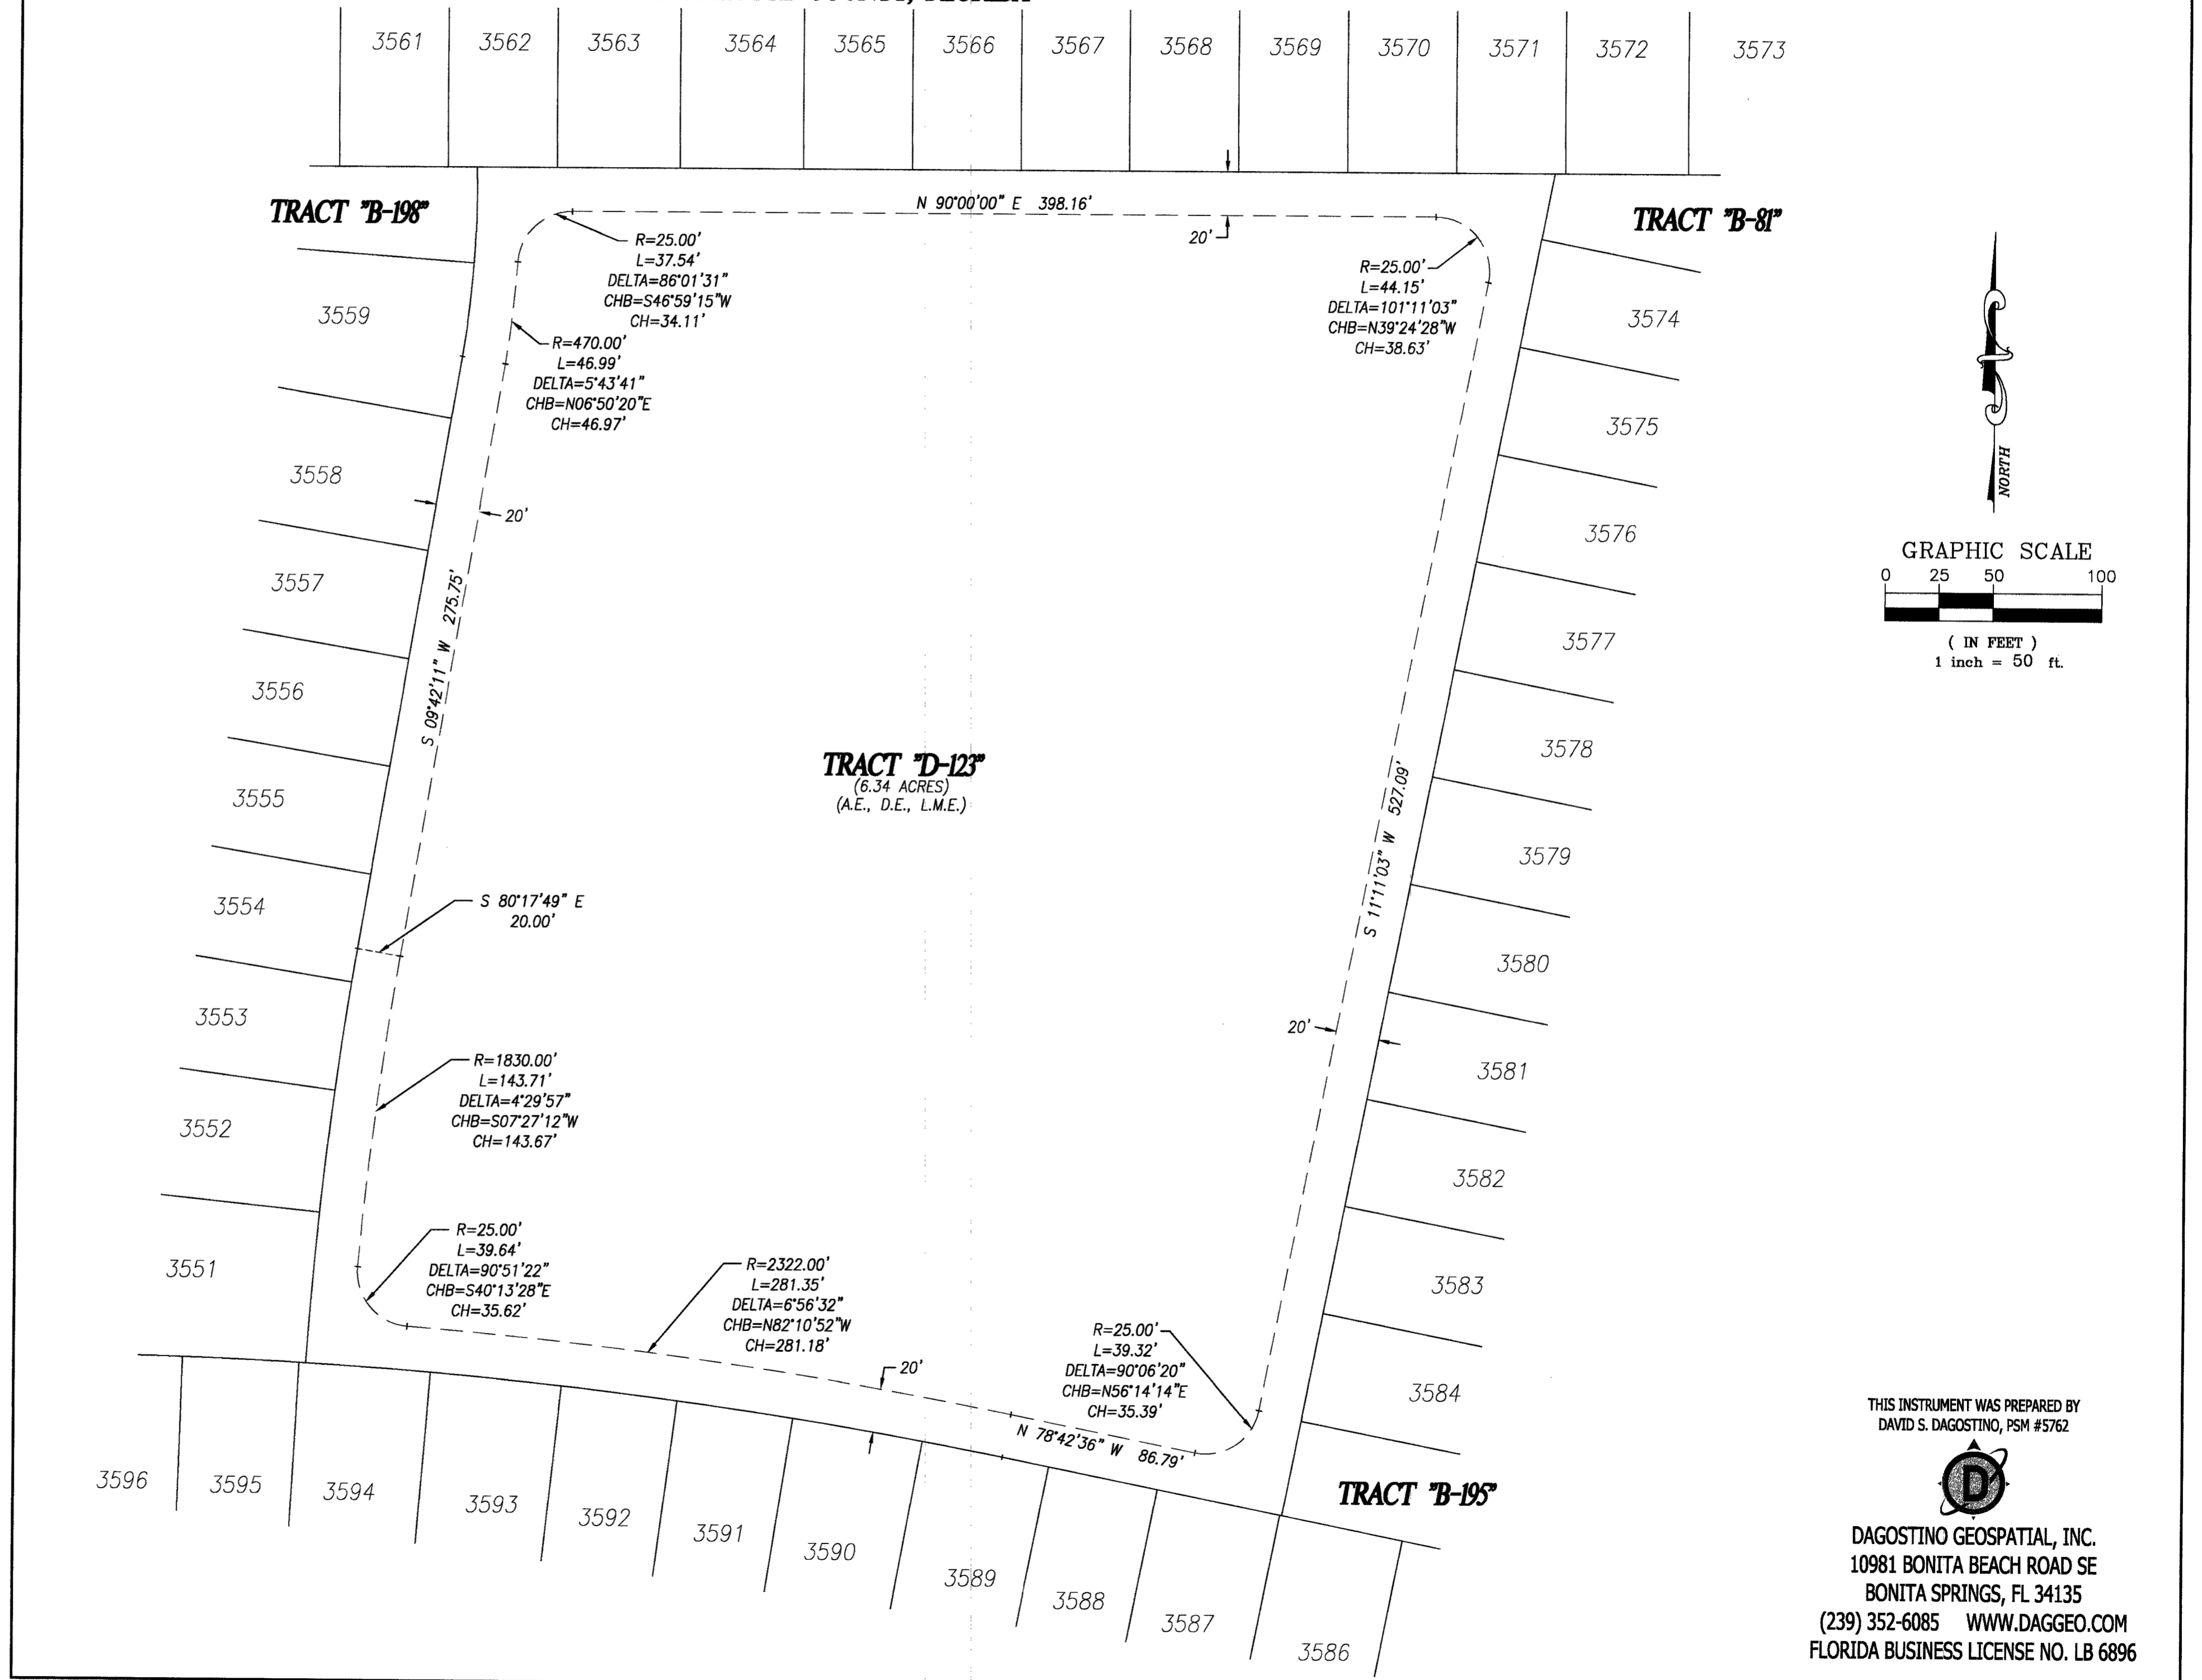 3561 3562 3563 3564 3565 3566 3567 3568 3569 3570 3571 3572 3573
TRACT "B-198"
N 90°00'00" E 398.16'
TRACT "B-81"
20'
R=25.00'
L=37.54'
DELTA=86°01'31"
CHB=S46°59'15"W
CH=34.11'
R=25.00'
L=44.15'
DELTA=101°11'03"
CHB=N39°24'28"W
CH=38.63'
3559
3574
R=470.00'
L=46.99'
DELTA=5°43'41"
CHB=N06°50'20"E
CH=46.97'
3575
3558
NORTH
20'
3576
GRAPHIC SCALE
0 25 50 100
( IN FEET )
1 inch = 50 ft.
3557
S 09°42'11" W 275.75'
3577
3556
3578
TRACT "D-123"
(6.34 ACRES)
(A.E., D.E., L.M.E.)
3555
S 11°11'03" W 527.09'
3579
3554
S 80°17'49" E
20.00'
3580
3553
20'
3581
R=1830.00'
L=143.71'
DELTA=4°29'57"
CHB=S07°27'12"W
CH=143.67'
3552
3582
R=25.00'
L=39.64'
DELTA=90°51'22"
CHB=S40°13'28"E
CH=35.62'
3551
R=2322.00'
L=281.35'
DELTA=6°56'32"
CHB=N82°10'52"W
CH=281.18'
3583
20'
R=25.00'
L=39.32'
DELTA=90°06'20"
CHB=N56°14'14"E
CH=35.39'
3584
N 78°42'36" W 86.79'
TRACT "B-195"
3596 3595 3594 3593 3592 3591 3590 3589 3588 3587 3586
THIS INSTRUMENT WAS PREPARED BY
DAVID S. DAGOSTINO, PSM #5762
D
DAGOSTINO GEOSPATIAL, INC.
10981 BONITA BEACH ROAD SE
BONITA SPRINGS, FL 34135
(239) 352-6085 WWW.DAGGEO.COM
FLORIDA BUSINESS LICENSE NO. LB 6896